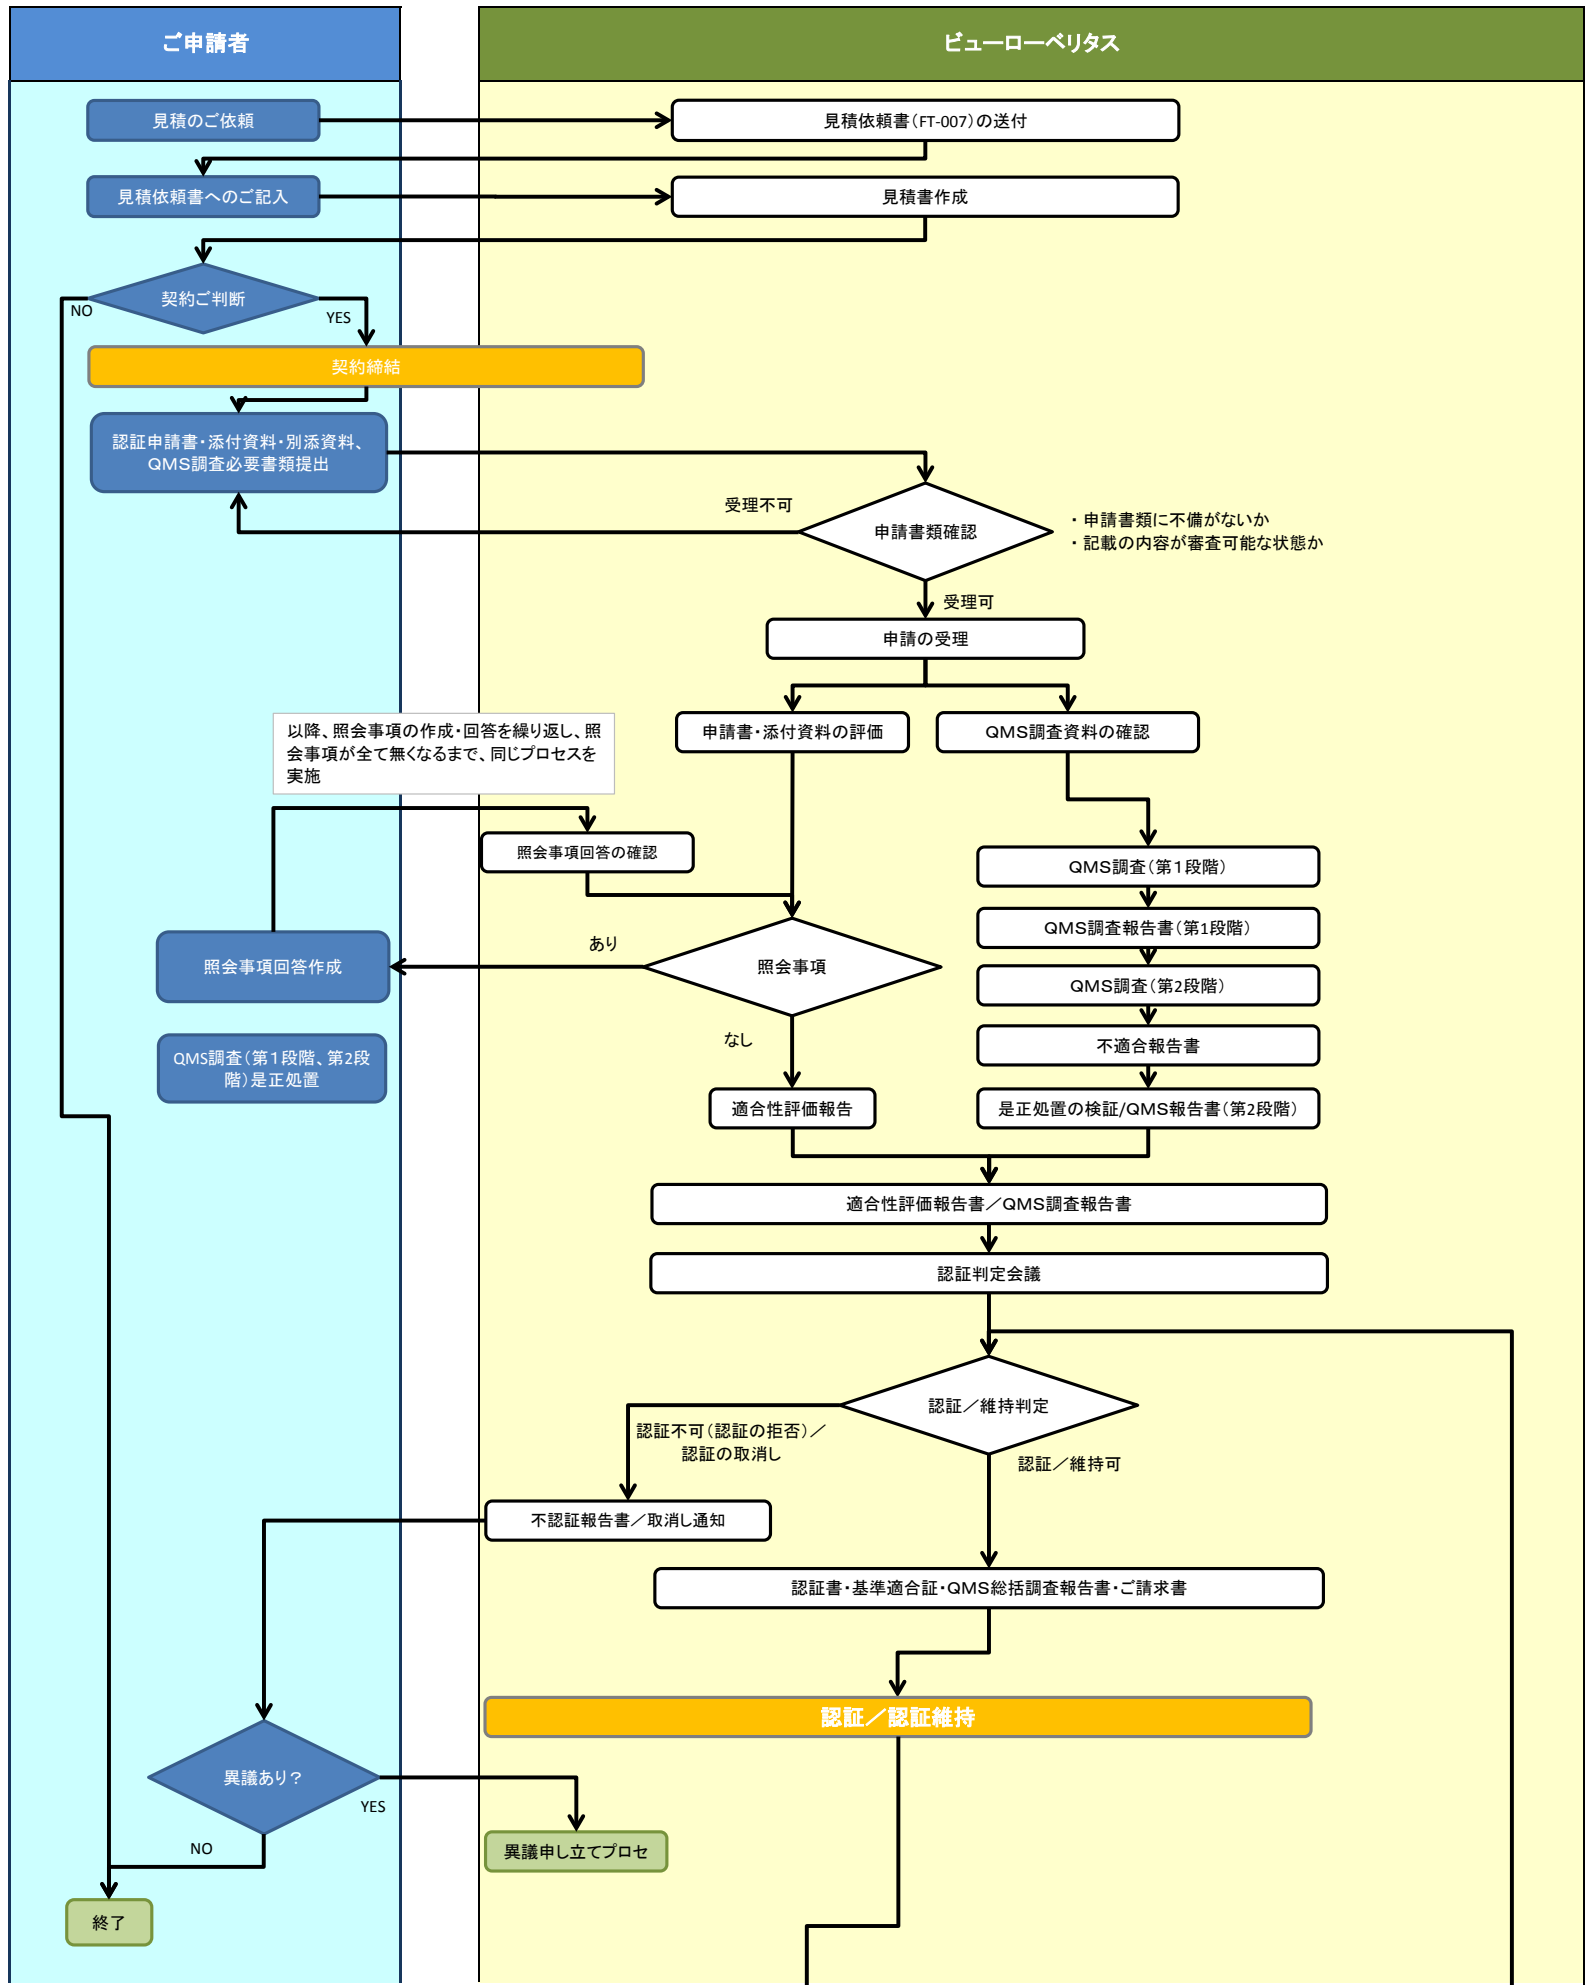 ご申請者
ビューローベリタス
見積のご依頼
見積依頼書(FT-007)の送付
見積依頼書へのご記入
見積書作成
契約ご判断
NO
YES
契約締結
認証申請書・添付資料・別添資料、
QMS調査必要書類提出
受理不可
申請書類確認
・ 申請書類に不備がないか
・ 記載の内容が審査可能な状態か
受理可
申請の受理
以降、照会事項の作成・回答を繰り返し、照
会事項が全て無くなるまで、同じプロセスを
実施
申請書・添付資料の評価
QMS調査資料の確認
照会事項回答の確認
QMS調査(第1段階)
QMS調査報告書(第1段階)
あり
照会事項回答作成
照会事項
QMS調査(第2段階)
なし
不適合報告書
QMS調査(第1段階、第2段
階)是正処置
適合性評価報告
是正処置の検証/QMS報告書(第2段階)
適合性評価報告書/QMS調査報告書
認証判定会議
認証/維持判定
認証不可(認証の拒否)/
認証の取消し
認証/維持可
不認証報告書/取消し通知
認証書・基準適合証・QMS総括調査報告書・ご請求書
認証/認証維持
異議あり?
YES
NO
異議申し立てプロセ
終了